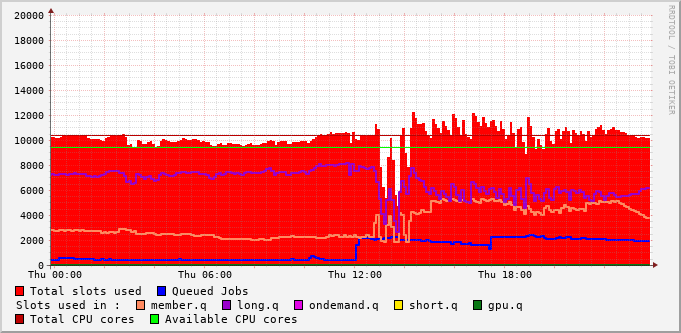 20000
18000
16000
14000
12000
10000
8000
6000
4000
2000
0
Thu 00:00 Thu 06:00 Thu 12:00 Thu 18:00
RRDTOOL / TOBI OETIKER
Total slots used Queued Jobs
Slots used in : member.q long.q ondemand.q short.q gpu.q
Total CPU cores Available CPU cores